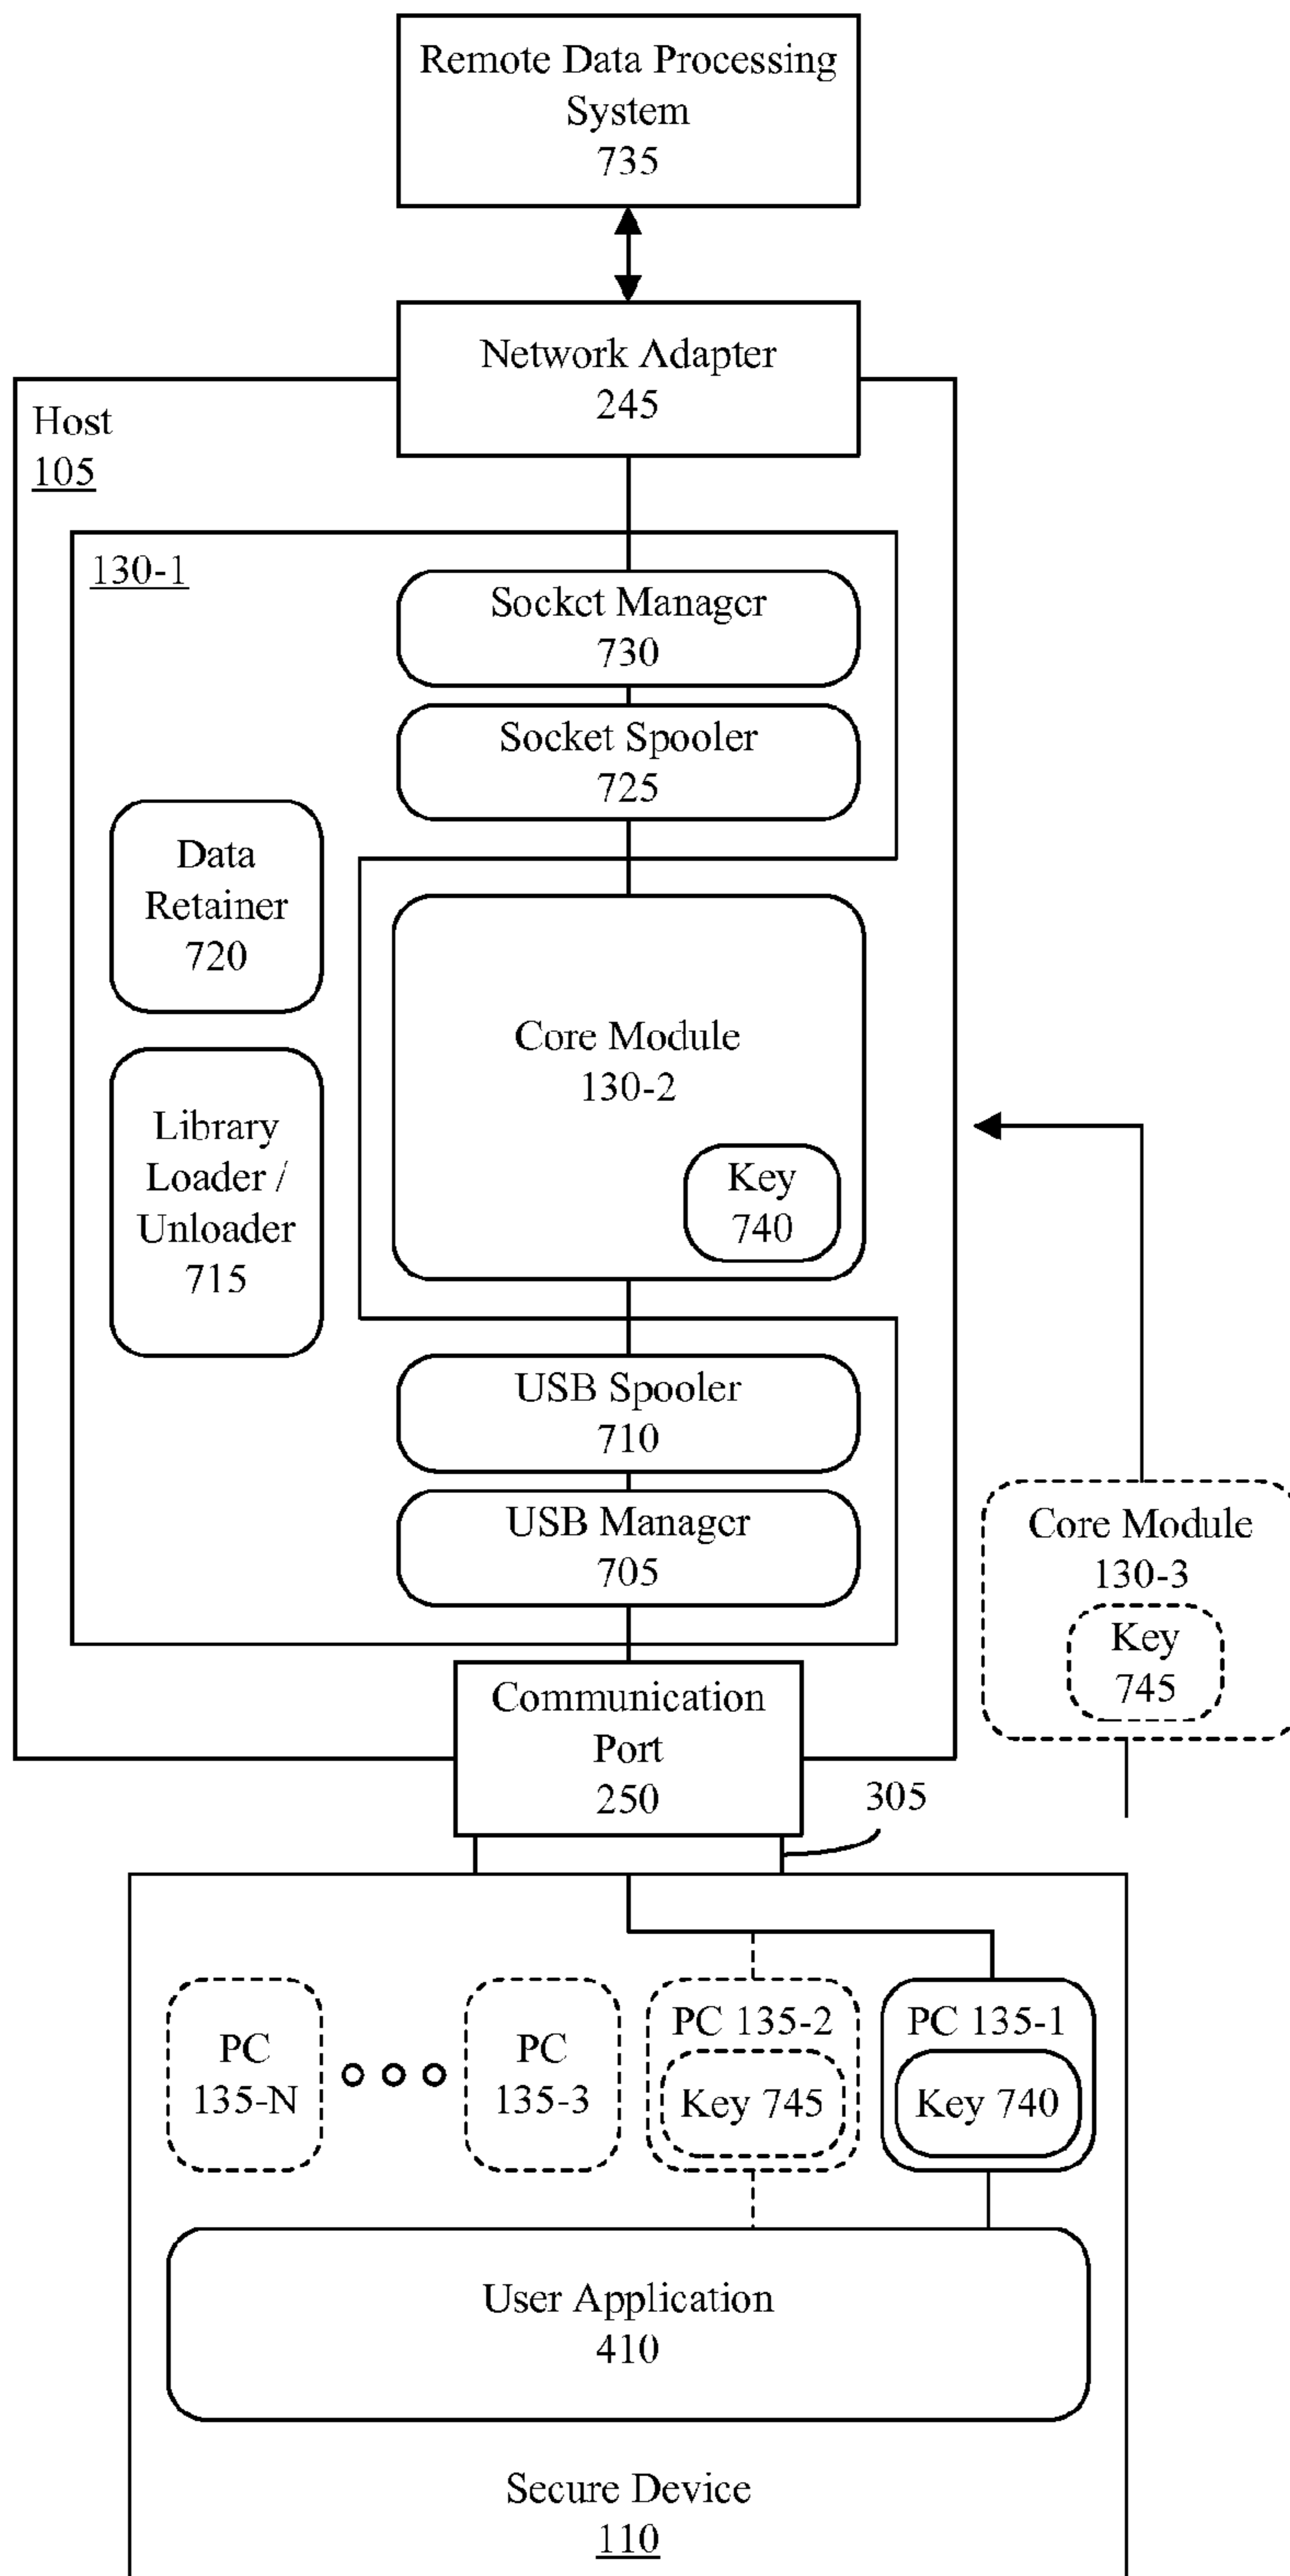 Remote Data Processing
System
735
Network Adapter
245
Host
105
130-1
Socket Manager
730
Socket Spooler
725
Data
Retainer
720
Core Module
130-2
Key
740
Library
Loader /
Unloader
715
USB Spooler
710
USB Manager
705
Core Module
130-3
Key
745
Communication
Port
250
305
PC
135-N
PC
135-3
PC 135-2
Key 745
PC 135-1
Key 740
User Application
410
Secure Device
110